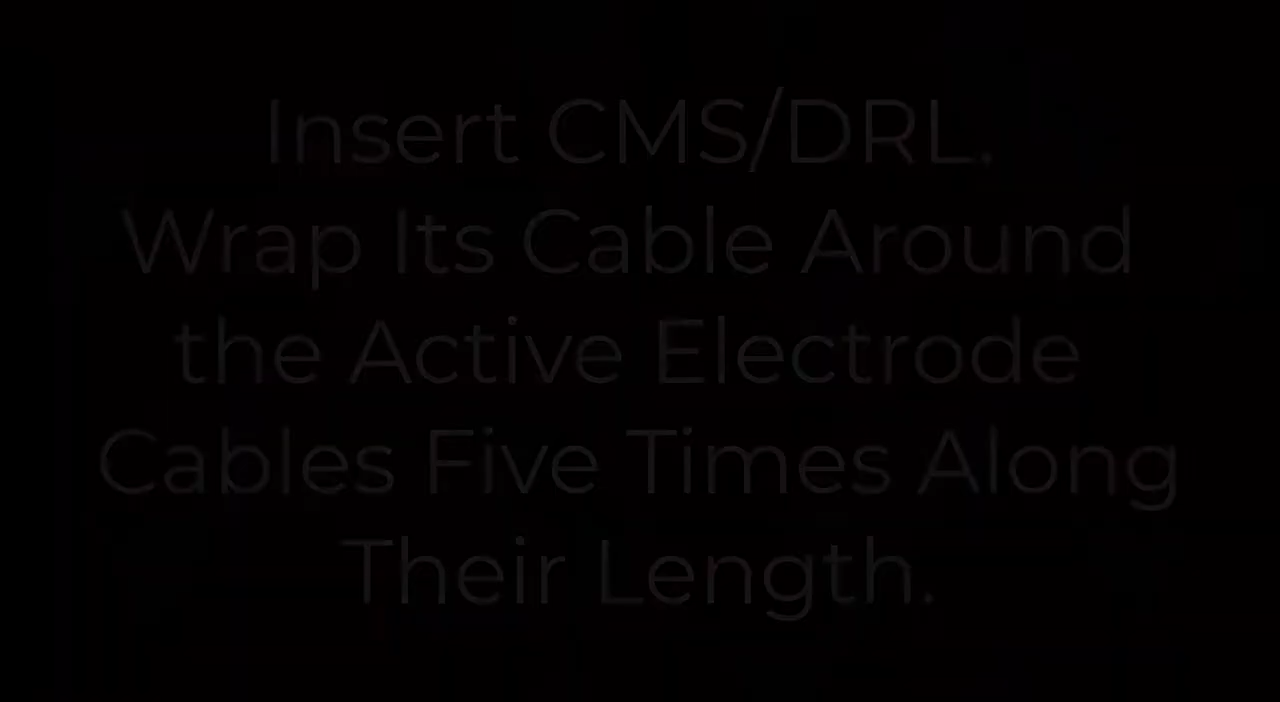 Insert CMS/DRL.
Wrap Its Cable Around
the Active Electrode
Cables Five Times Along
Their Length.